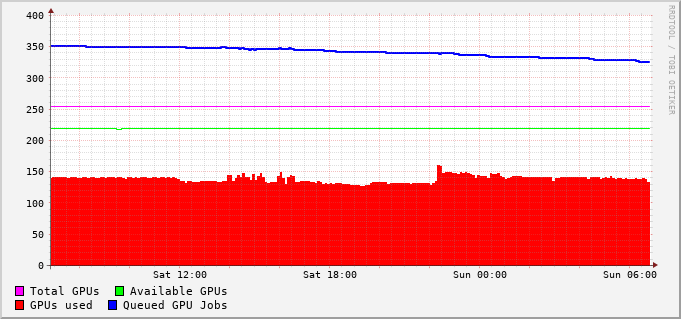 400
350
300
250
200
150
100
50
0
Sat 12:00 Sat 18:00 Sun 00:00 Sun 06:00
Total GPUs Available GPUs
GPUs used Queued GPU Jobs
RRDTOOL / TOBI OETIKER